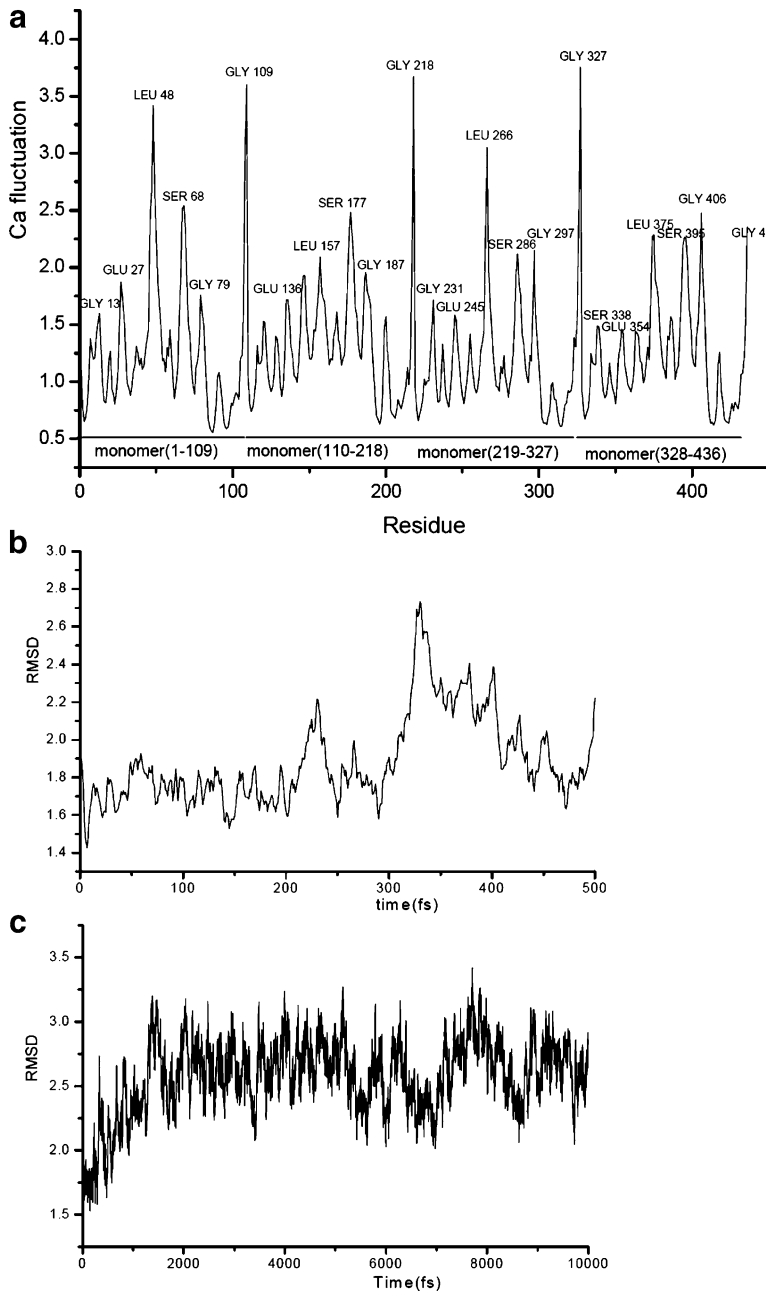 a
4.0
3.5
3.0
2.5
2.0
1.5
1.0
0.5
Ca fluctuation
GLY 13
GLU 27
LEU 48
SER 68
GLY 79
GLY 109
GLU 136
LEU 157
SER 177
GLY 187
GLY 218
GLY 231
GLU 245
LEU 266
SER 286
GLY 297
GLY 327
SER 338
GLU 354
LEU 375
SER 395
GLY 406
GLY 4
monomer(1-109)
monomer(110-218)
monomer(219-327)
monomer(328-436)
0 100 200 300 400
Residue
b
3.0
2.8
2.6
2.4
2.2
2.0
1.8
1.6
1.4
RMSD
0 100 200 300 400 500
time(fs)
c
3.5
3.0
2.5
2.0
1.5
RMSD
0 2000 4000 6000 8000 10000
Time(fs)